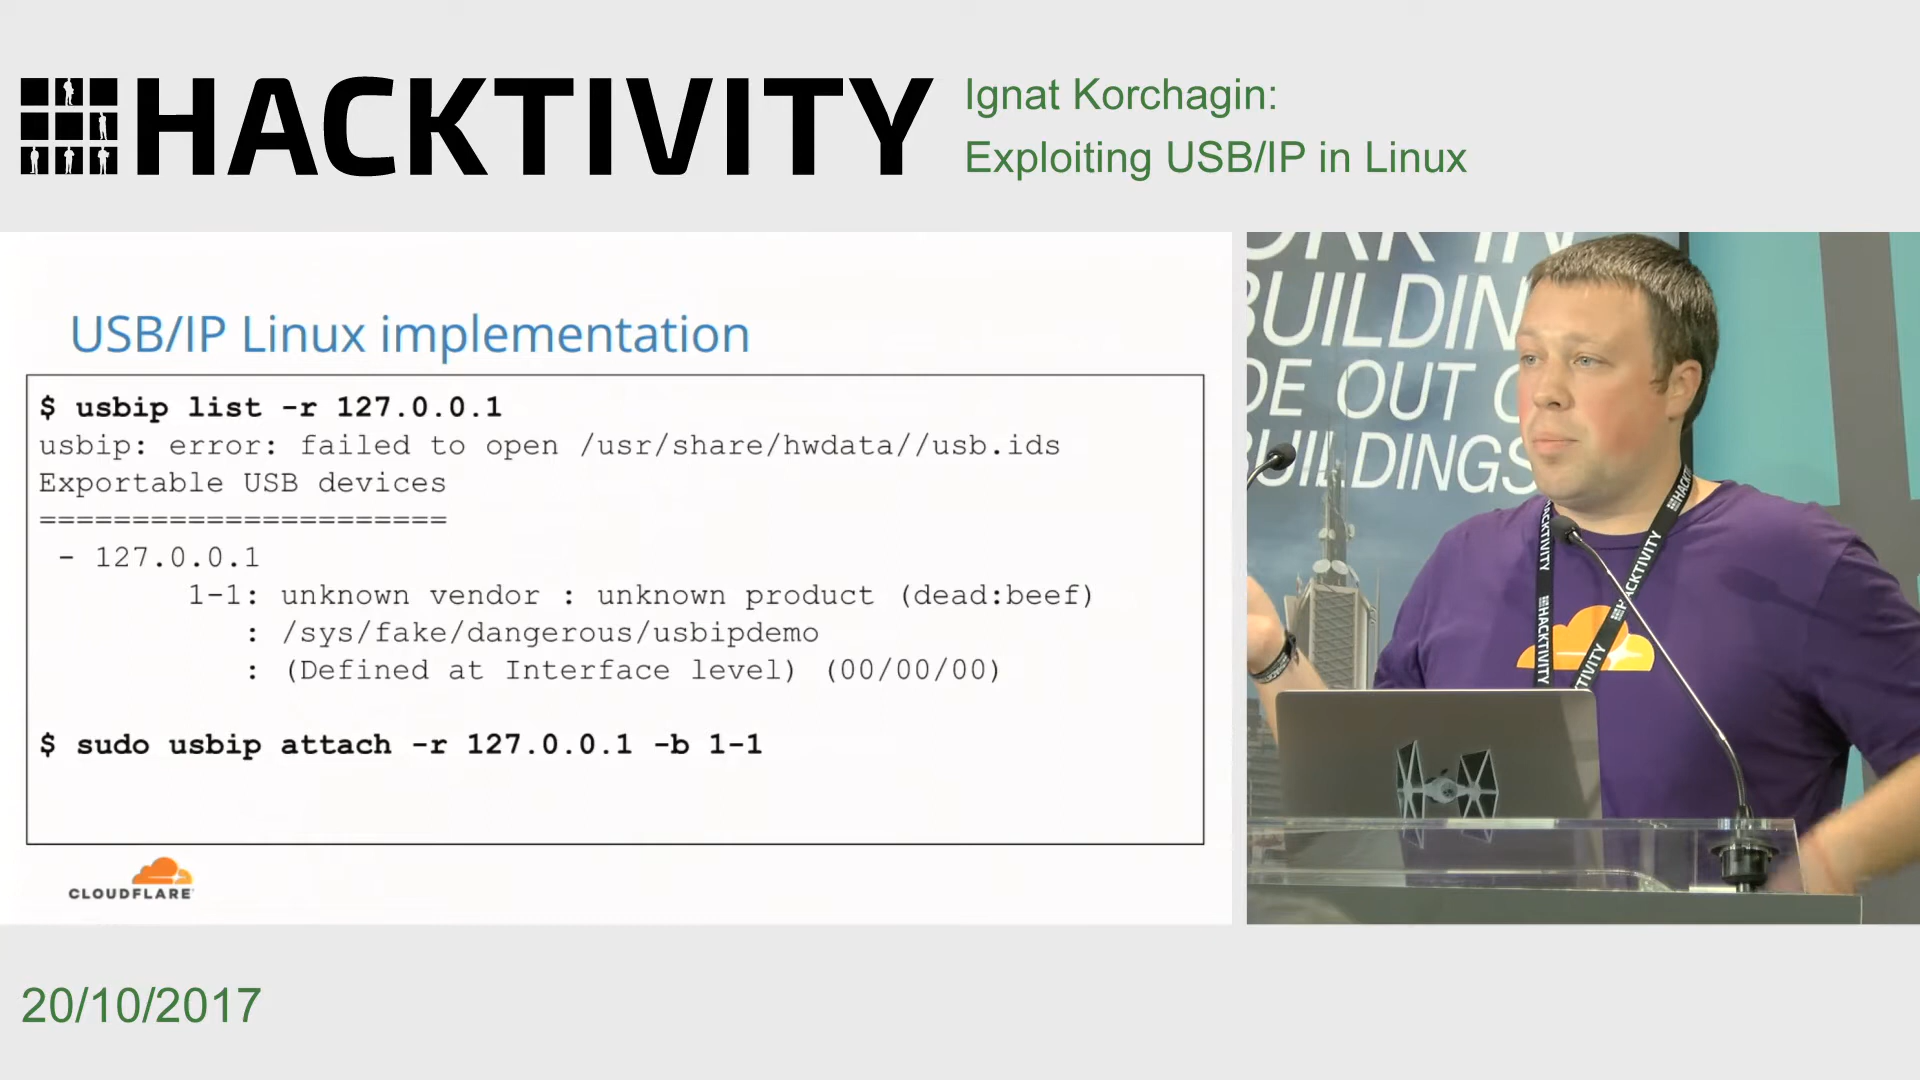 HACKTIVITY
Ignat Korchagin:
Exploiting USB/IP in Linux
USB/IP Linux implementation
$ usbip list -r 127.0.0.1
usbip: error: failed to open /usr/share/hwdata//usb.ids
Exportable USB devices
======================
- 127.0.0.1
1-1: unknown vendor : unknown product (dead:beef)
: /sys/fake/dangerous/usbipdemo
: (Defined at Interface level) (00/00/00)
$ sudo usbip attach -r 127.0.0.1 -b 1-1
CLOUDFLARE
OUT
HACKTIVITY
HACKTIVITY
20/10/2017